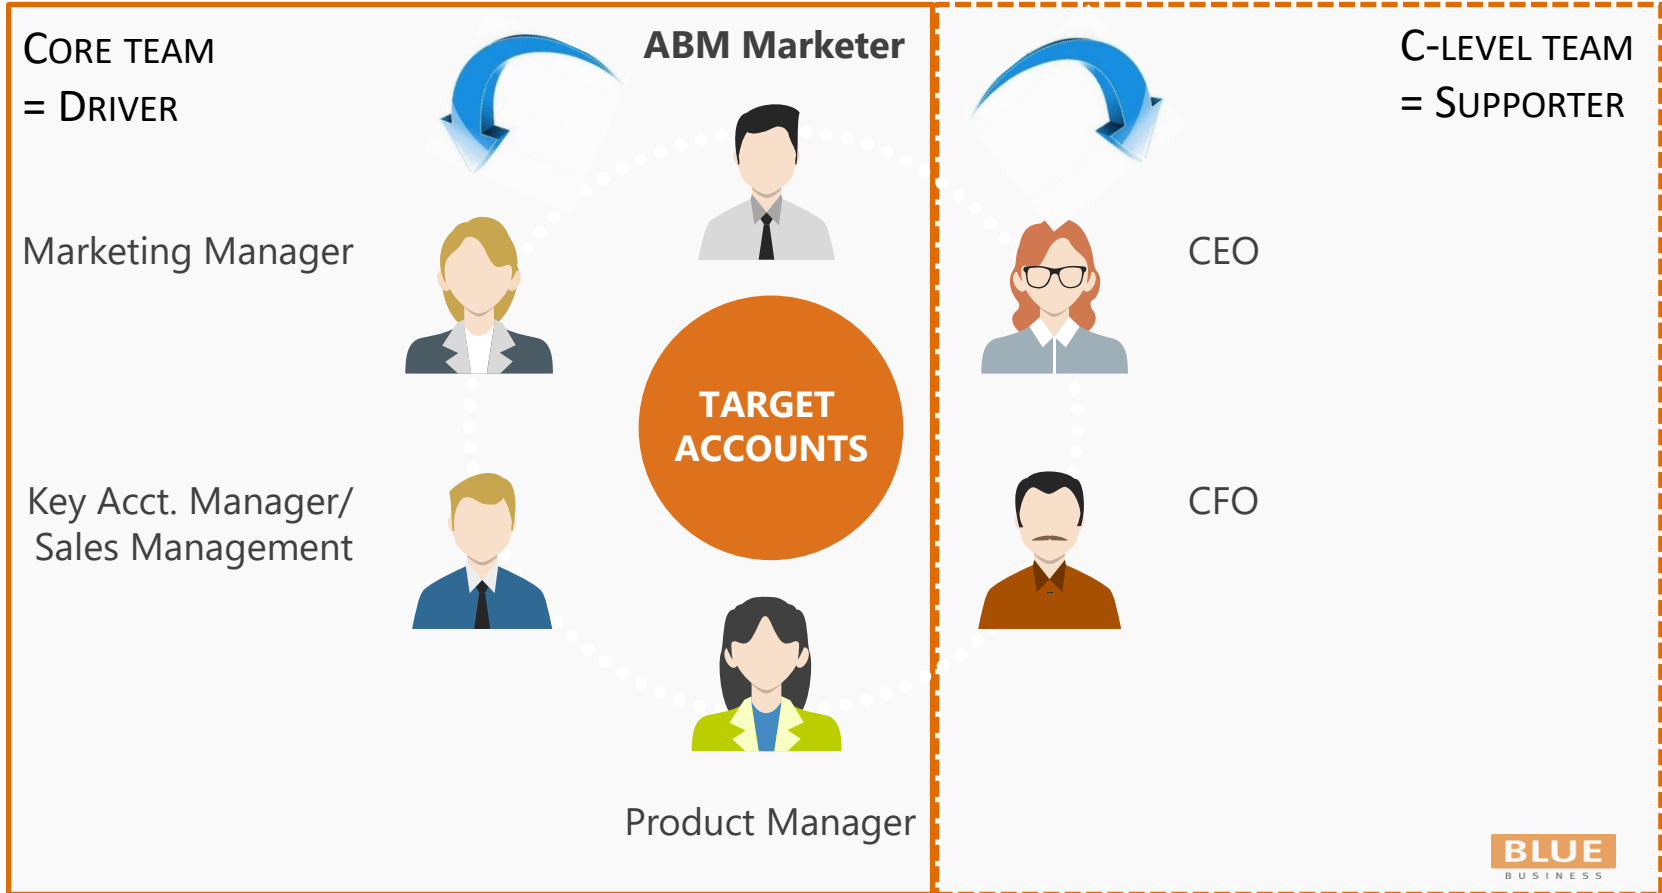 CORE TEAM
= DRIVER
ABM Marketer
C-LEVEL TEAM
= SUPPORTER
Marketing Manager
CEO
TARGET
ACCOUNTS
Key Acct. Manager/
Sales Management
CFO
Product Manager
BLUE
BUSINESS